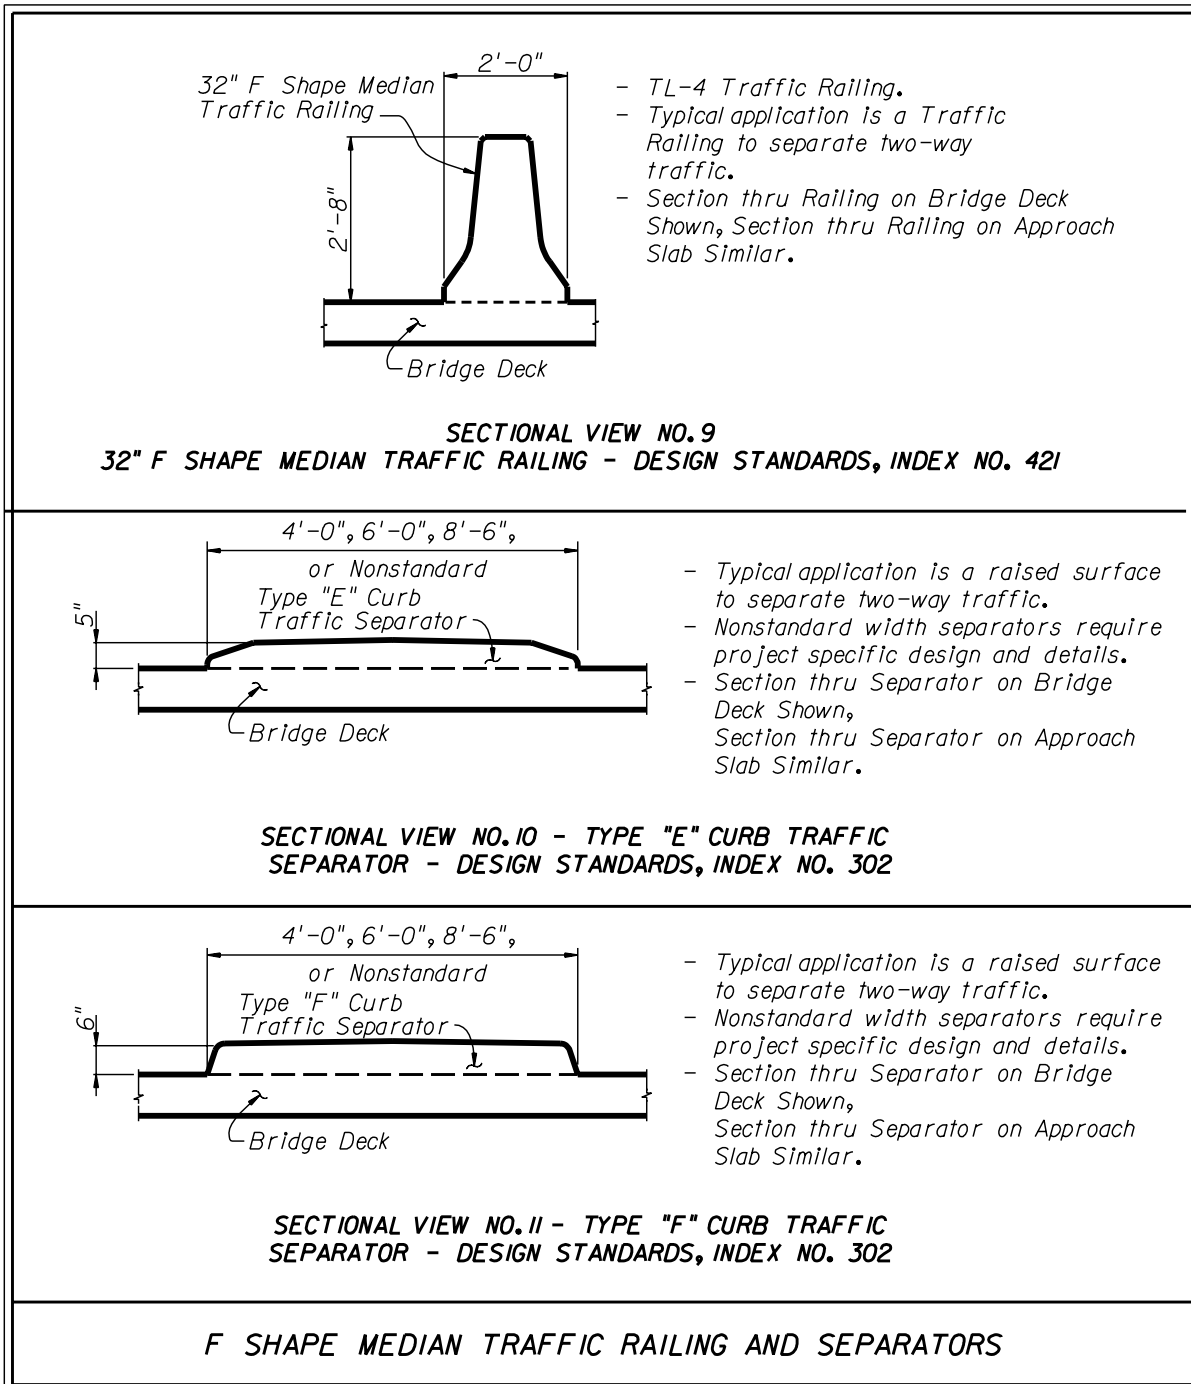 2'-0"
32" F Shape Median
Traffic Railing
2'-8"
Bridge Deck
- TL-4 Traffic Railing.
- Typical application is a Traffic
Railing to separate two-way
traffic.
- Section thru Railing on Bridge Deck
Shown, Section thru Railing on Approach
Slab Similar.
SECTIONAL VIEW NO. 9
32" F SHAPE MEDIAN TRAFFIC RAILING - DESIGN STANDARDS, INDEX NO. 421
4'-0", 6'-0", 8'-6",
or Nonstandard
Type "E" Curb
Traffic Separator
5"
Bridge Deck
- Typical application is a raised surface
to separate two-way traffic.
- Nonstandard width separators require
project specific design and details.
- Section thru Separator on Bridge
Deck Shown,
Section thru Separator on Approach
Slab Similar.
SECTIONAL VIEW NO. 10 - TYPE "E" CURB TRAFFIC
SEPARATOR - DESIGN STANDARDS, INDEX NO. 302
4'-0", 6'-0", 8'-6",
or Nonstandard
Type "F" Curb
Traffic Separator
6"
Bridge Deck
- Typical application is a raised surface
to separate two-way traffic.
- Nonstandard width separators require
project specific design and details.
- Section thru Separator on Bridge
Deck Shown,
Section thru Separator on Approach
Slab Similar.
SECTIONAL VIEW NO. 11 - TYPE "F" CURB TRAFFIC
SEPARATOR - DESIGN STANDARDS, INDEX NO. 302
F SHAPE MEDIAN TRAFFIC RAILING AND SEPARATORS